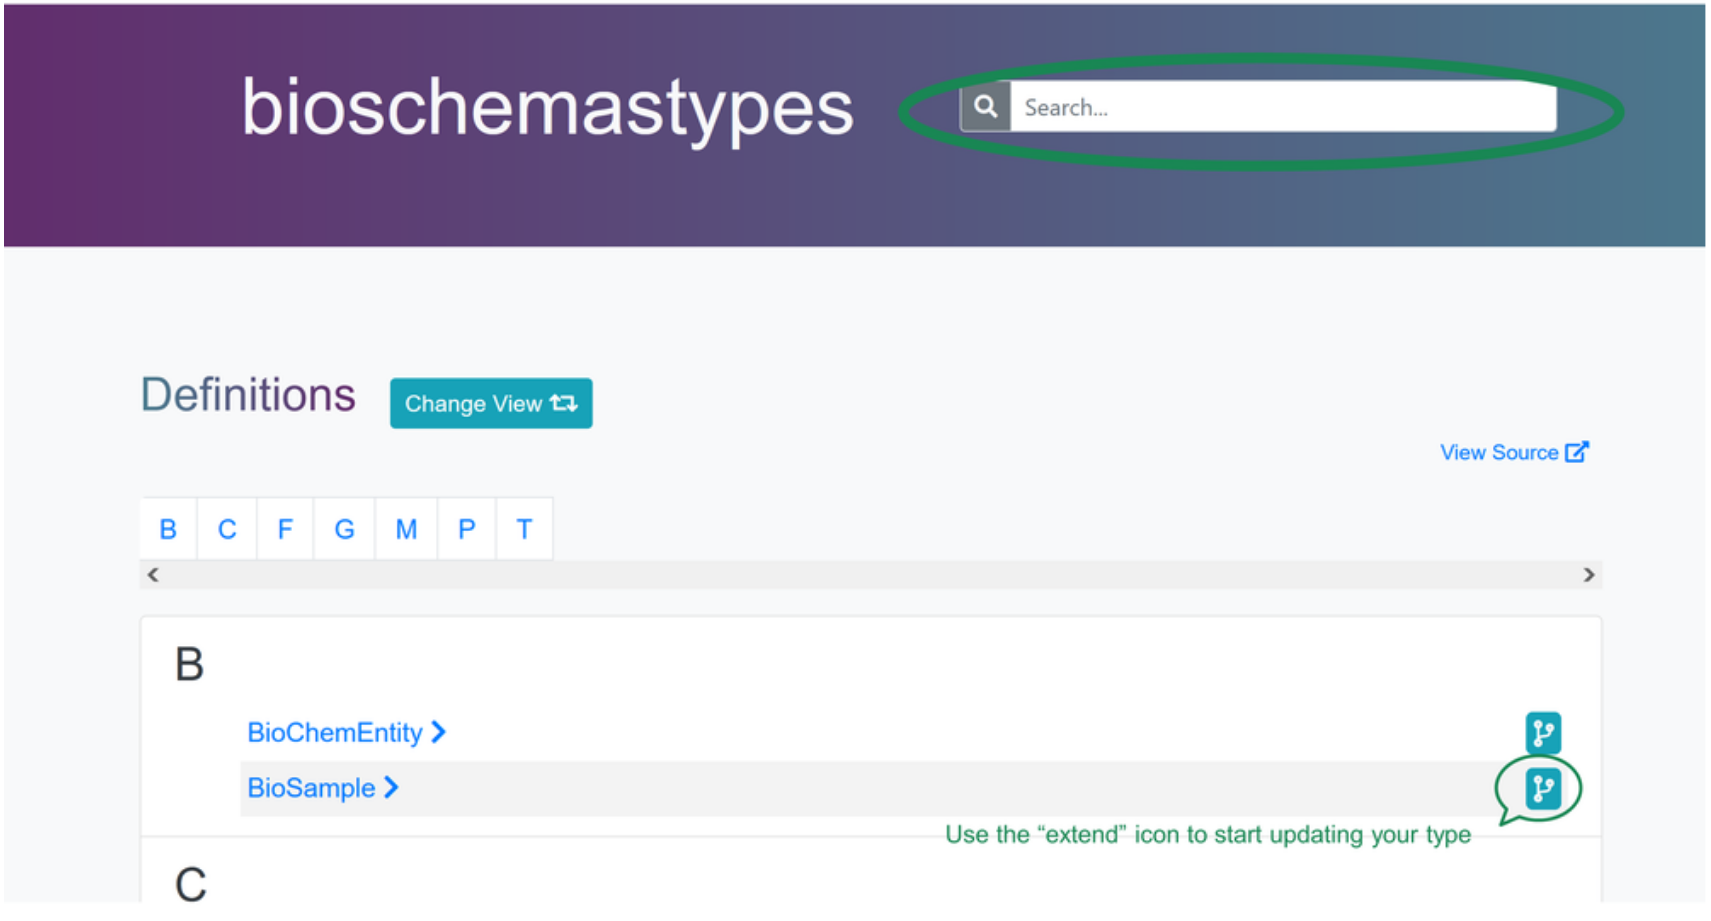 bioschemastypes
Search...
Definitions
Change View
View Source
B C F G M P T
B
BioChemEntity
BioSample
Use the “extend” icon to start updating your type
C